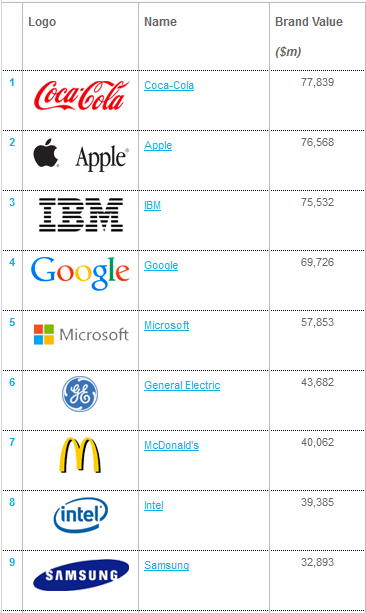 Logo Name Brand Value
($m)
1 Coca-Cola Coca-Cola 77,839
2 Apple® Apple 76,568
3 IBM IBM 75,532
4 Google Google 69,726
5 Microsoft Microsoft 57,853
6 GE General Electric 43,682
7 M McDonald's 40,062
8 intel® Intel 39,385
9 SAMSUNG Samsung 32,893